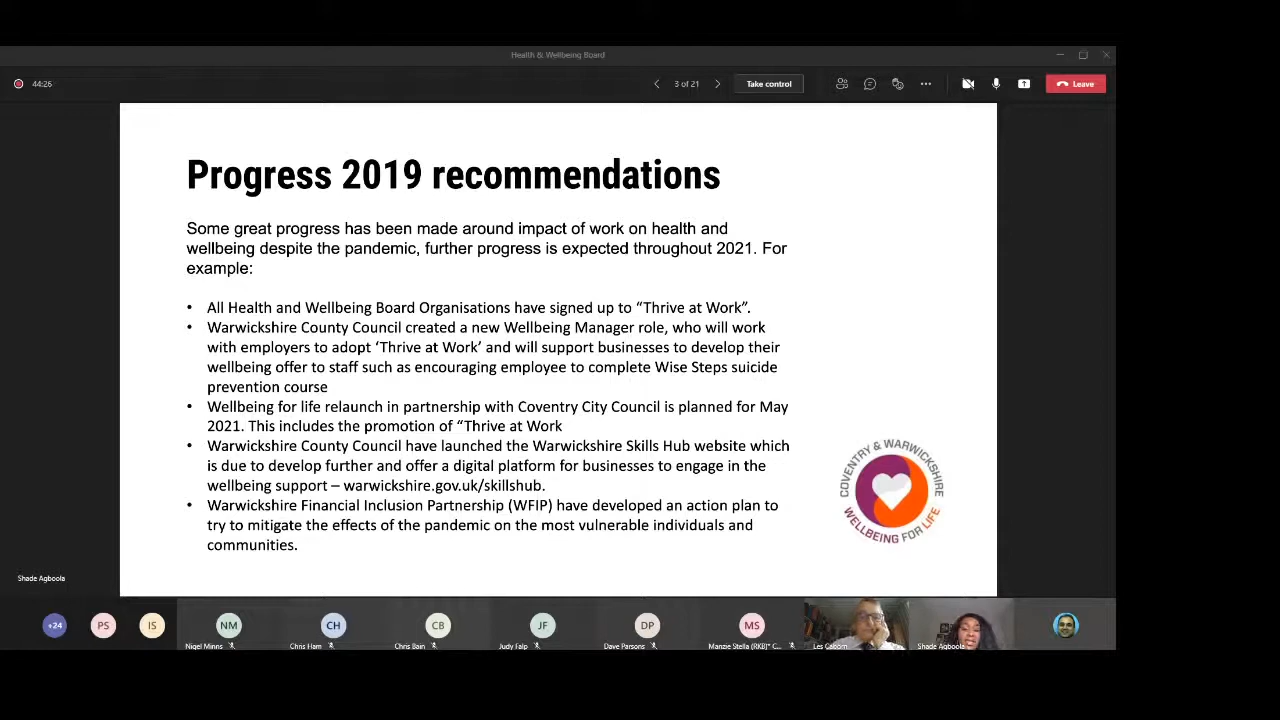 Health & Wellbeing Board
44:26
3 of 21
Take control
Leave
Progress 2019 recommendations
Some great progress has been made around impact of work on health and
wellbeing despite the pandemic, further progress is expected throughout 2021. For
example:
• All Health and Wellbeing Board Organisations have signed up to “Thrive at Work”.
• Warwickshire County Council created a new Wellbeing Manager role, who will work
with employers to adopt ‘Thrive at Work’ and will support businesses to develop their
wellbeing offer to staff such as encouraging employee to complete Wise Steps suicide
prevention course
• Wellbeing for life relaunch in partnership with Coventry City Council is planned for May
2021. This includes the promotion of “Thrive at Work
• Warwickshire County Council have launched the Warwickshire Skills Hub website which
is due to develop further and offer a digital platform for businesses to engage in the
wellbeing support – warwickshire.gov.uk/skillshub.
• Warwickshire Financial Inclusion Partnership (WFIP) have developed an action plan to
try to mitigate the effects of the pandemic on the most vulnerable individuals and
communities.
COVENTRY & WARWICKSHIRE
WELLBEING FOR LIFE
Shade Agboola
+24
PS
IS
NM
CH
CB
JF
DP
MS
Nigel Minns
Chris Ham
Chris Bain
Judy Falp
Dave Parsons
Manzie Stella (RKB)* C...
Les Caborn
Shade Agboola